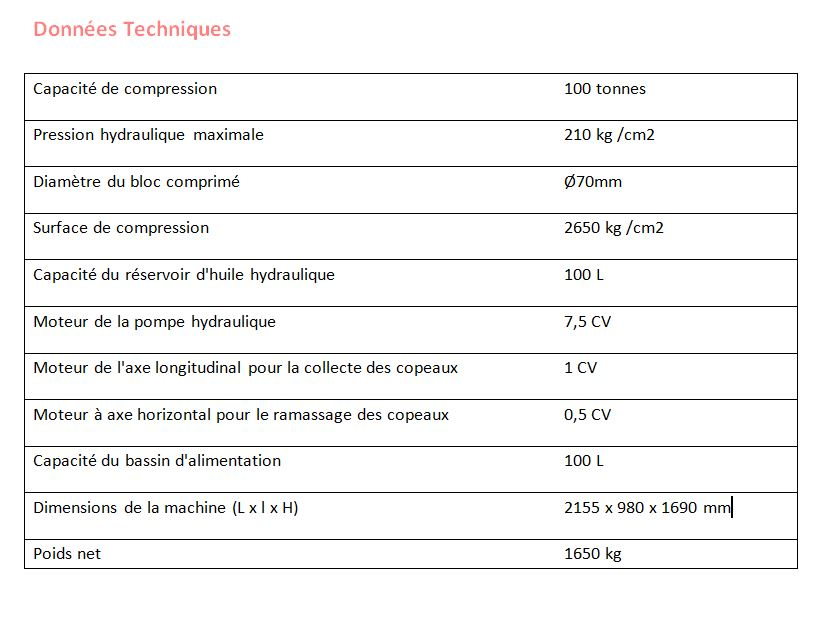 Données Techniques
Capacité de compression 100 tonnes
Pression hydraulique maximale 210 kg /cm2
Diamètre du bloc comprimé Ø70mm
Surface de compression 2650 kg /cm2
Capacité du réservoir d'huile hydraulique 100 L
Moteur de la pompe hydraulique 7,5 CV
Moteur de l'axe longitudinal pour la collecte des copeaux 1 CV
Moteur à axe horizontal pour le ramassage des copeaux 0,5 CV
Capacité du bassin d'alimentation 100 L
Dimensions de la machine (L x l x H) 2155 x 980 x 1690 mm
Poids net 1650 kg